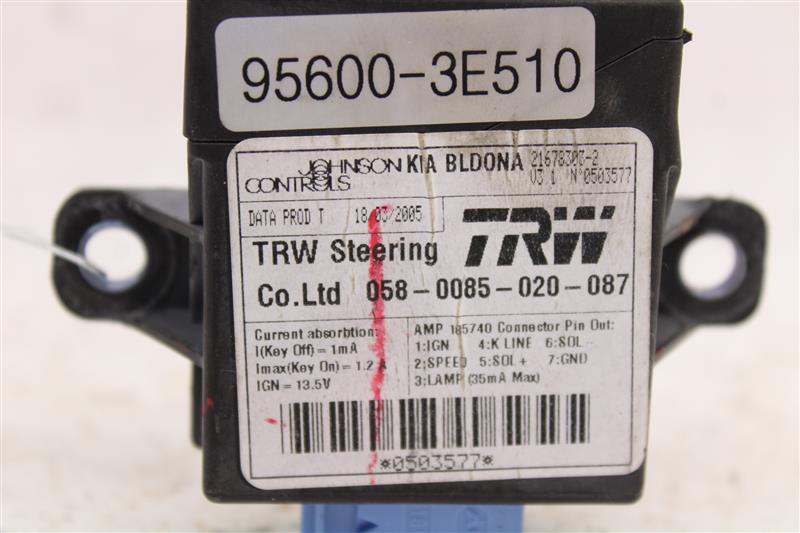 95600-3E510
JOHNSON CONTROLS
KIA BLDONA 21678303-2
V3.1 N°0503577
DATA PROD T 18/03/2005
TRW
TRW Steering
Co.Ltd 058-0085-020-087
Current absorbtion:
I(Key Off) = 1mA
Imax(Key On) = 1.2 A
IGN = 13.5V
AMP 185740 Connector Pin Out:
1:IGN 4:K LINE 6:SOL -
2;SPEED 5:SOL + 7:GND
3:LAMP (35mA Max)
*0503577*